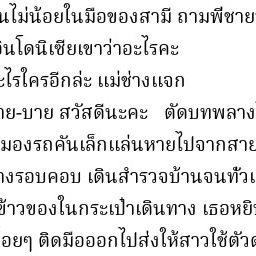 นไม่น้อยในมือของสามี ถามพี่ชาย
อินโดนิเซียเขาว่าอะไรคะ
ะไรใครอีกล่ะ แม่ช่างแจก
าย-บาย สวัสดีนะคะ ตัดบทพลาง
มองรถคันเล็กแล่นหายไปจากสาย
างรอบคอบ เดินสำรวจบ้านจนทั่ว
ข้าวของในกระเป๋าเดินทาง เธอหยิ
อยๆ ติดมือออกไปส่งให้สาวใช้ตัว